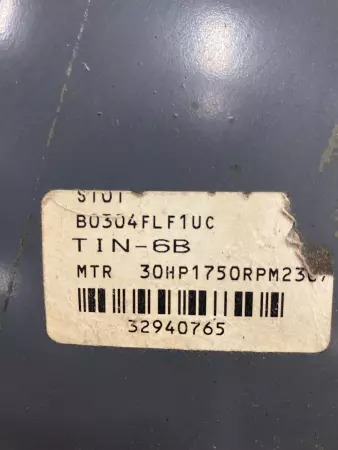 B0304FLF1UC
TIN-6B
MTR 30HP1750RPM
32940765